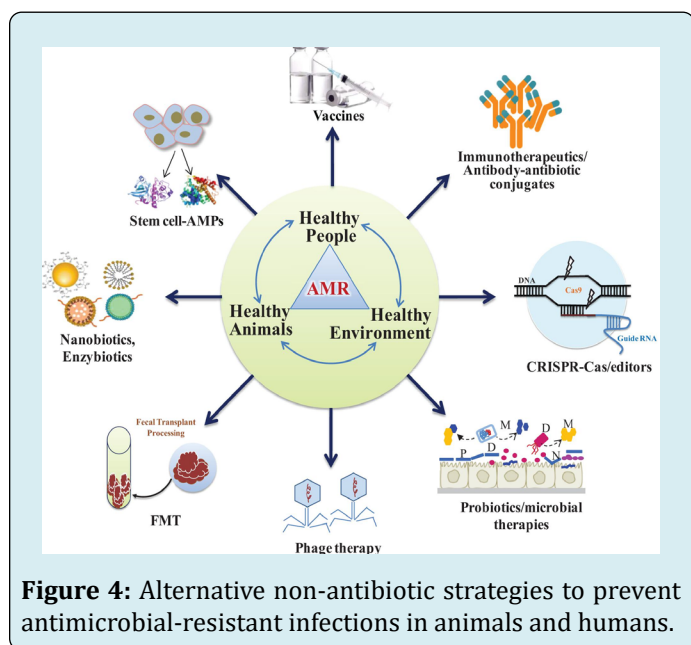 Vaccines
Immunotherapeutics/
Antibody-antibiotic
conjugates
Stem cell-AMPs
Healthy
People
AMR
Healthy
Animals
Healthy
Environment
DNA
Cas9
Guide RNA
CRISPR-Cas/editors
Nanobiotics,
Enzybiotics
Fecal Transplant
Processing
FMT
Phage therapy
M
D
M
P
D
N
Probiotics/microbial
therapies
Figure 4: Alternative non-antibiotic strategies to prevent
antimicrobial-resistant infections in animals and humans.